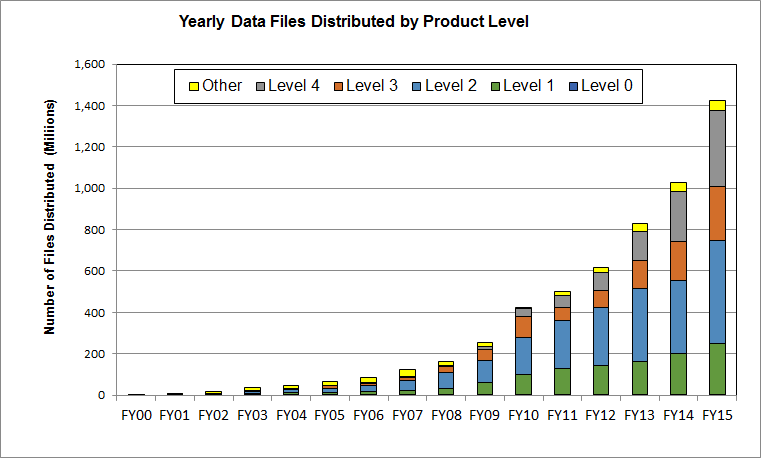 Yearly Data Files Distributed by Product Level
Number of Files Distributed (Millions)
1,600
1,400
1,200
1,000
800
600
400
200
0
Other Level 4 Level 3 Level 2 Level 1 Level 0
FY00 FY01 FY02 FY03 FY04 FY05 FY06 FY07 FY08 FY09 FY10 FY11 FY12 FY13 FY14 FY15